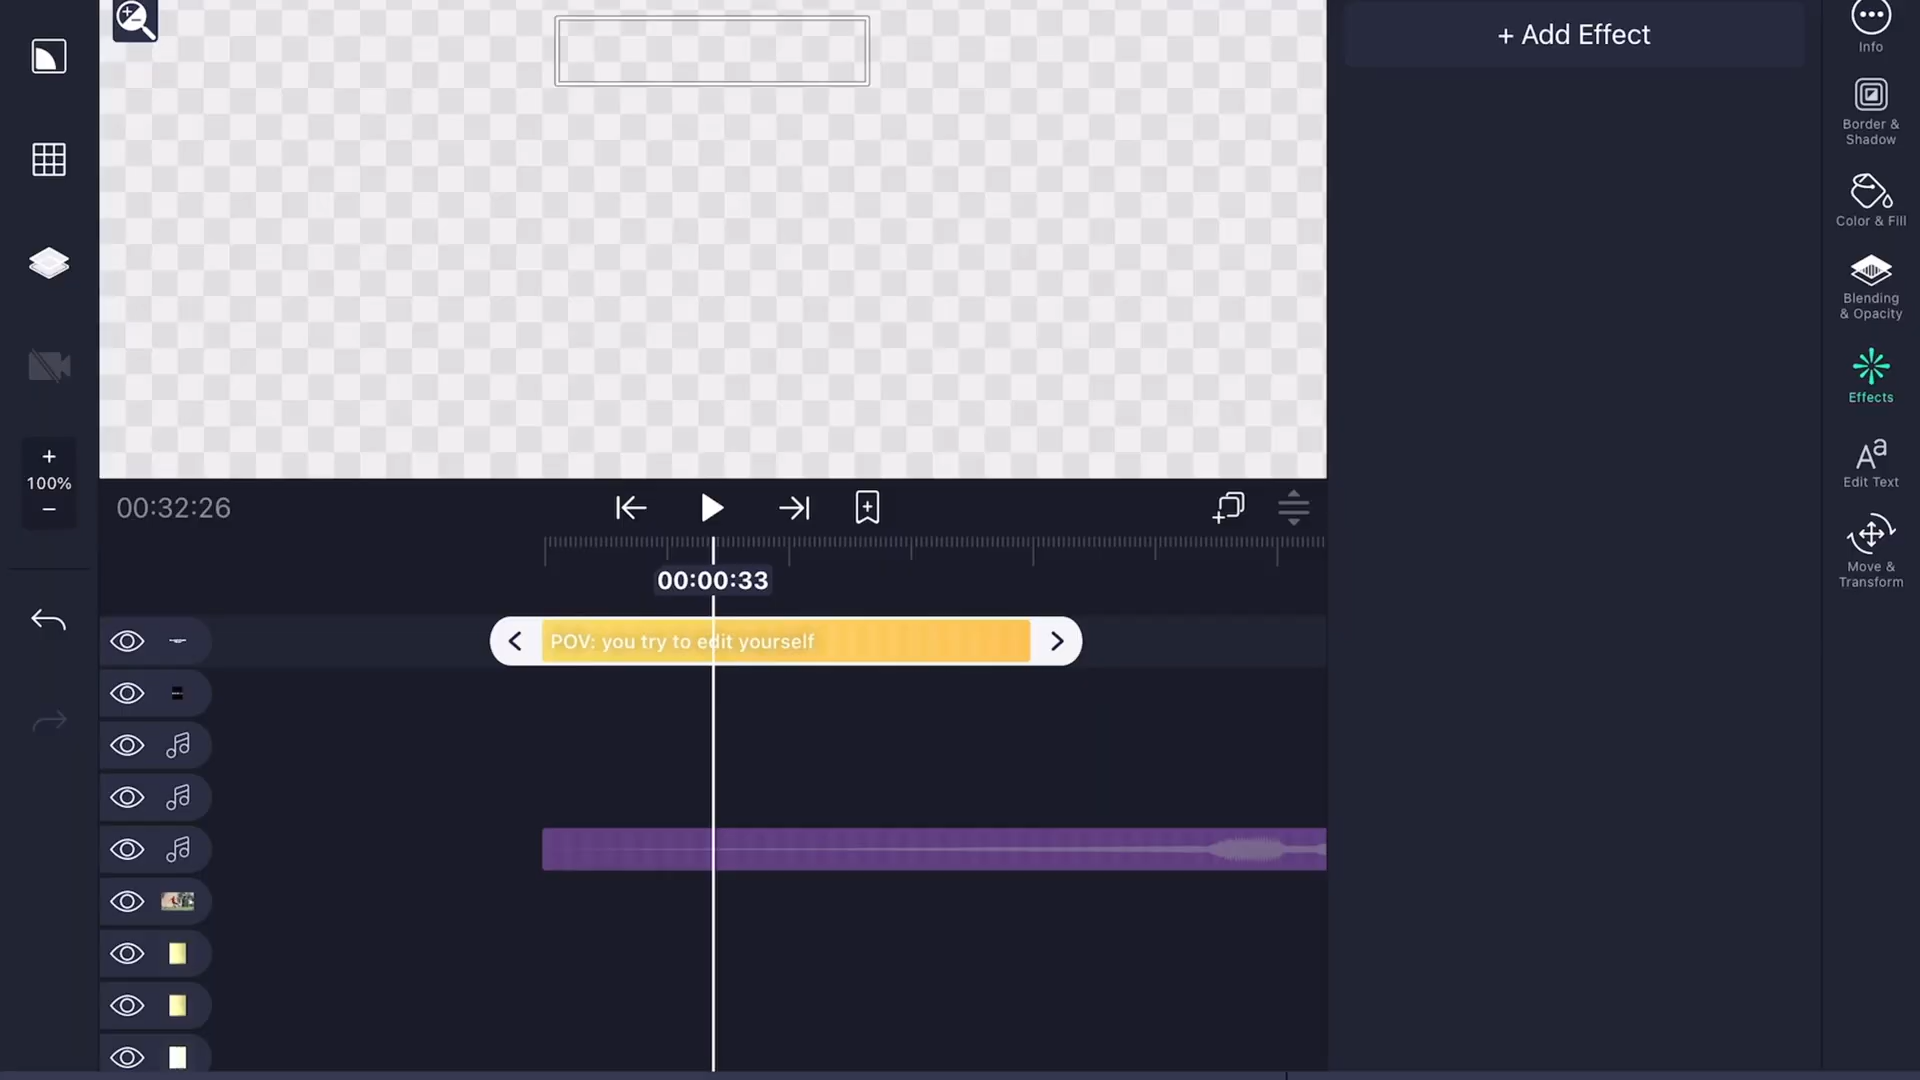 + Add Effect
Info
Border &
Shadow
Color & Fill
Blending
& Opacity
Effects
Aa
Edit Text
Move &
Transform
+
100%
−
00:32:26
00:00:33
POV: you try to edit yourself